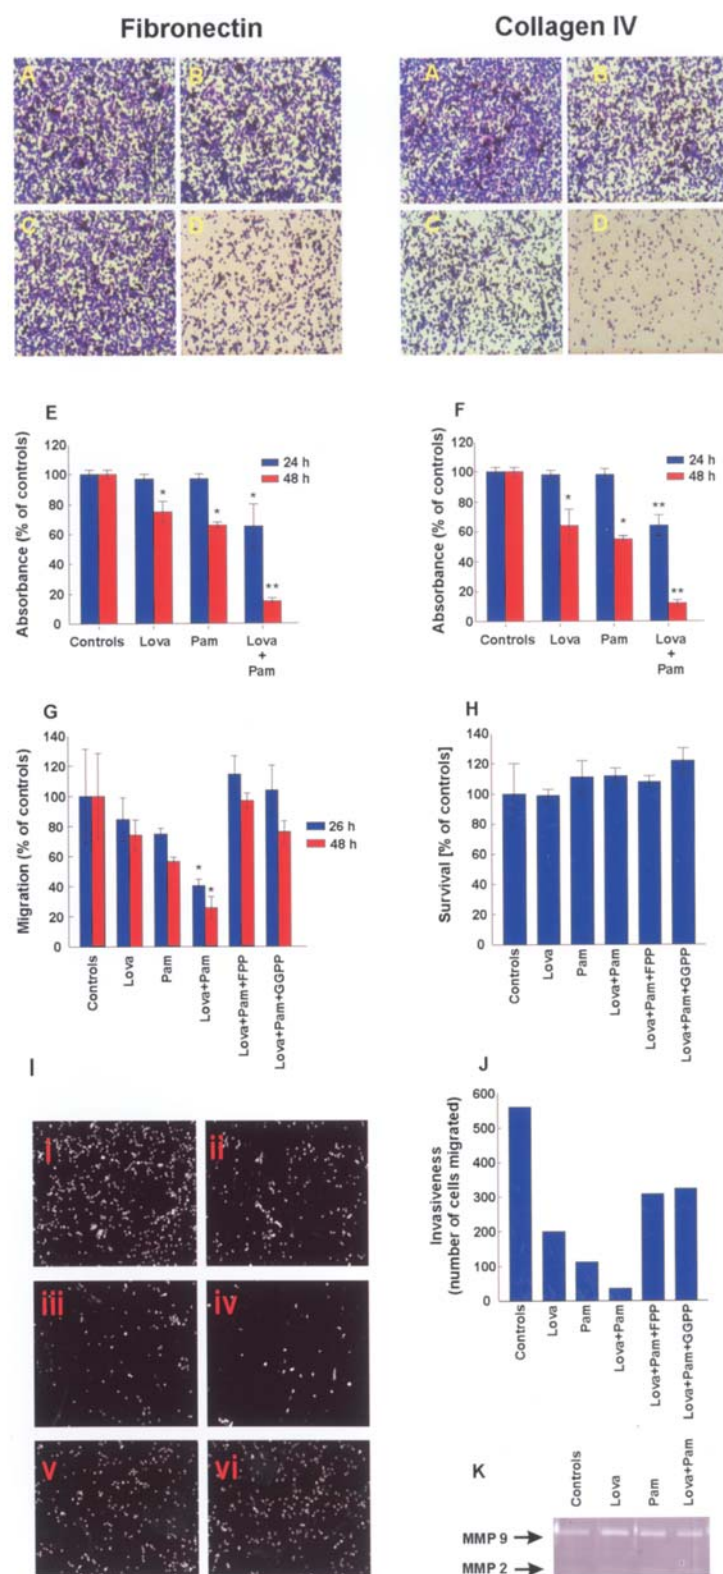 Fibronectin
Collagen IV
A
B
A
B
C
D
C
D
E
Absorbance (% of controls)
120
100
80
60
40
20
0
24 h
48 h
*
*
*
**
Controls
Lova
Pam
Lova
+
Pam
F
Absorbance (% of controls)
120
100
80
60
40
20
0
24 h
48 h
*
*
**
**
Controls
Lova
Pam
Lova
+
Pam
G
Migration (% of controls)
140
120
100
80
60
40
20
0
26 h
48 h
*
*
Controls
Lova
Pam
Lova+Pam
Lova+Pam+FPP
Lova+Pam+GGPP
H
Survival [% of controls]
140
120
100
80
60
40
20
0
Controls
Lova
Pam
Lova+Pam
Lova+Pam+FPP
Lova+Pam+GGPP
I
i
ii
iii
iv
v
vi
J
Invasiveness
(number of cells migrated)
600
500
400
300
200
100
0
Controls
Lova
Pam
Lova+Pam
Lova+Pam+FPP
Lova+Pam+GGPP
K
Controls
Lova
Pam
Lova+Pam
MMP 9
MMP 2